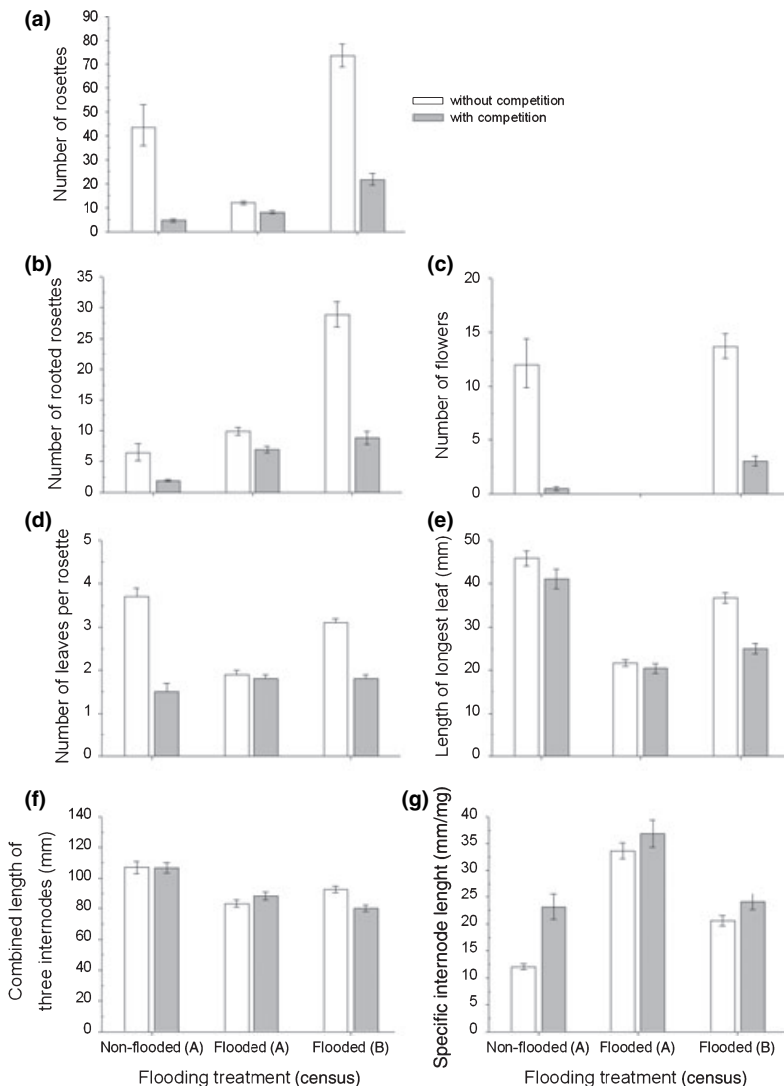 (a)
Number of rosettes
90
80
70
60
50
40
30
20
10
0
without competition
with competition
(b)
Number of rooted rosettes
35
30
25
20
15
10
5
0
(c)
Number of flowers
20
15
10
5
0
(d)
Number of leaves per rosette
5
4
3
2
1
0
(e)
Length of longest leaf (mm)
50
40
30
20
10
0
(f)
Combined length of
three internodes (mm)
140
120
100
80
60
40
20
0
Non-flooded (A) Flooded (A) Flooded (B)
Flooding treatment (census)
(g)
Specific internode lenght (mm/mg)
40
35
30
25
20
15
10
5
0
Non-flooded (A) Flooded (A) Flooded (B)
Flooding treatment (census)